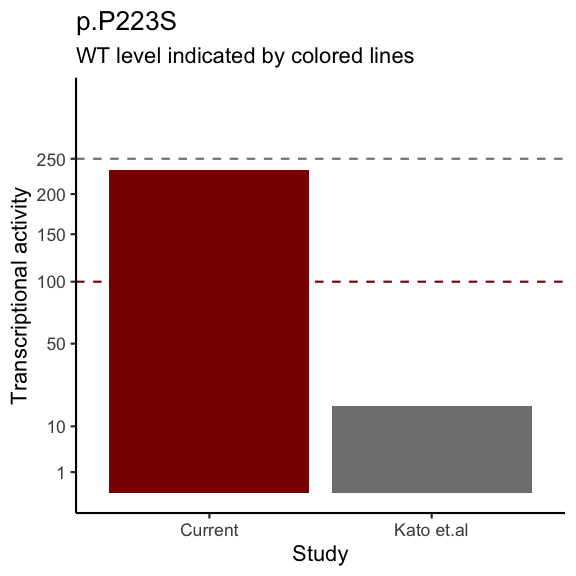 p.P223S
WT level indicated by colored lines
Transcriptional activity
250
200
150
100
50
10
1
Current
Kato et.al
Study